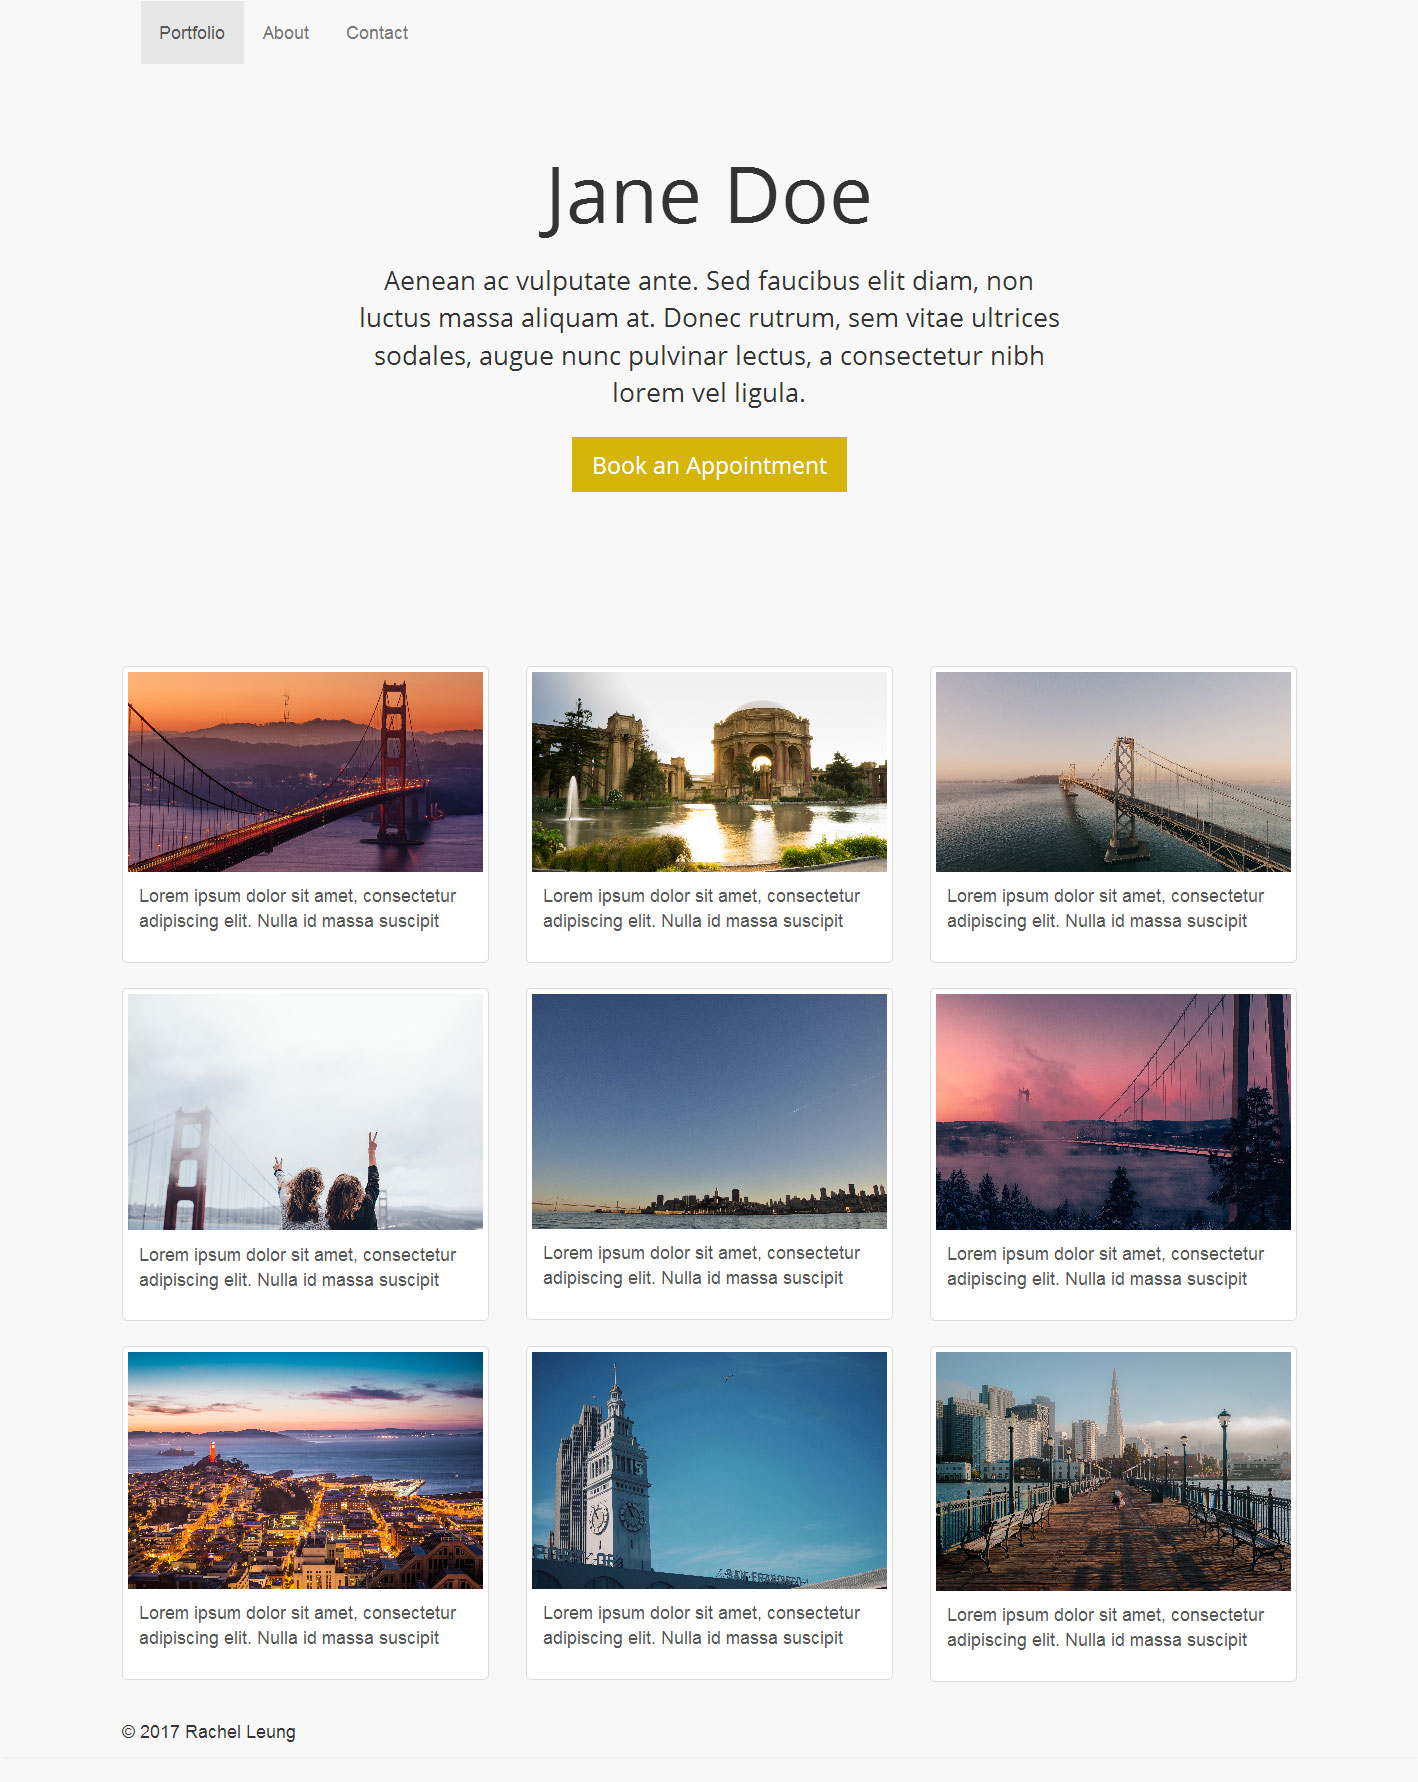 Portfolio About Contact
Jane Doe
Aenean ac vulputate ante. Sed faucibus elit diam, non
luctus massa aliquam at. Donec rutrum, sem vitae ultrices
sodales, augue nunc pulvinar lectus, a consectetur nibh
lorem vel ligula.
Book an Appointment
Lorem ipsum dolor sit amet, consectetur
adipiscing elit. Nulla id massa suscipit
Lorem ipsum dolor sit amet, consectetur
adipiscing elit. Nulla id massa suscipit
Lorem ipsum dolor sit amet, consectetur
adipiscing elit. Nulla id massa suscipit
Lorem ipsum dolor sit amet, consectetur
adipiscing elit. Nulla id massa suscipit
Lorem ipsum dolor sit amet, consectetur
adipiscing elit. Nulla id massa suscipit
Lorem ipsum dolor sit amet, consectetur
adipiscing elit. Nulla id massa suscipit
Lorem ipsum dolor sit amet, consectetur
adipiscing elit. Nulla id massa suscipit
Lorem ipsum dolor sit amet, consectetur
adipiscing elit. Nulla id massa suscipit
Lorem ipsum dolor sit amet, consectetur
adipiscing elit. Nulla id massa suscipit
© 2017 Rachel Leung